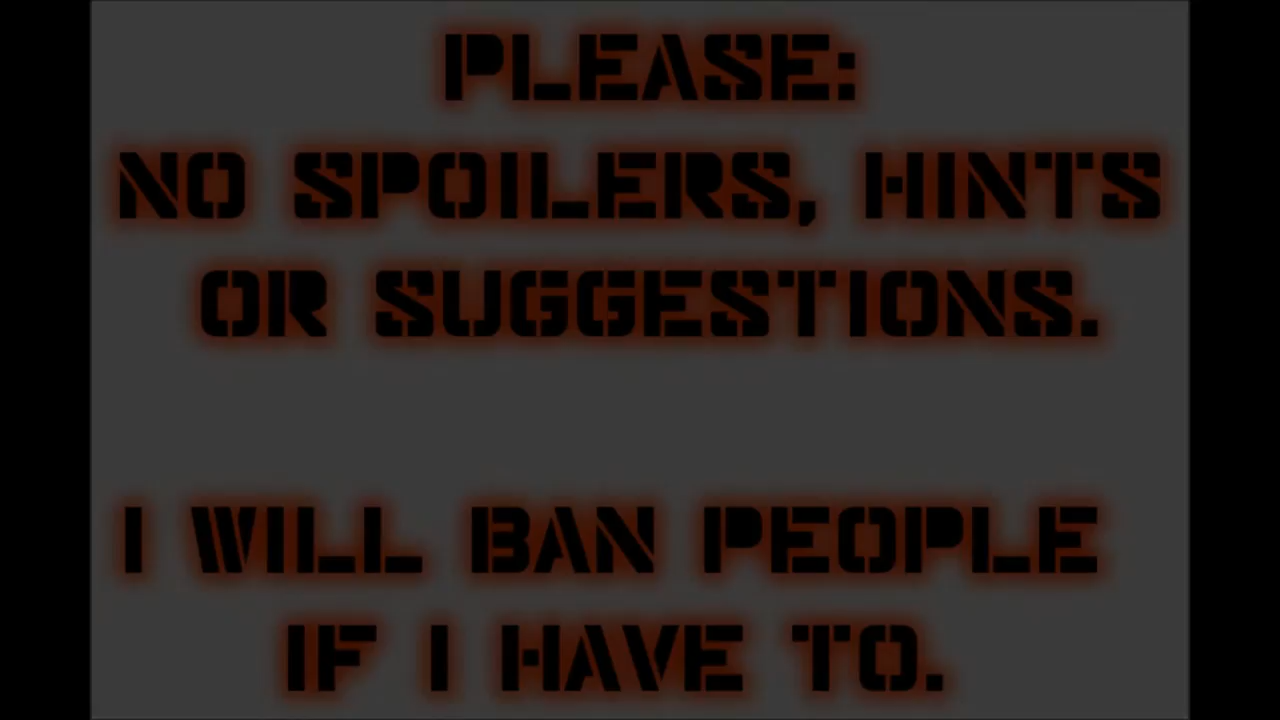 PLEASE:
NO SPOILERS, HINTS
OR SUGGESTIONS.
I WILL BAN PEOPLE
IF I HAVE TO.